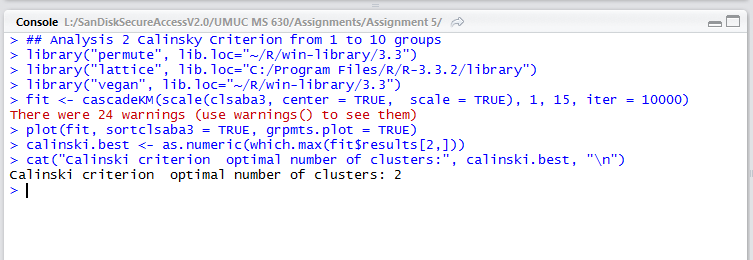 Console L:/SanDiskSecureAccessV2.0/UMUC MS 630/Assignments/Assignment 5/
> ## Analysis 2 Calinsky Criterion from 1 to 10 groups
> library("permute", lib.loc="~/R/win-library/3.3")
> library("lattice", lib.loc="C:/Program Files/R/R-3.3.2/library")
> library("vegan", lib.loc="~/R/win-library/3.3")
> fit <- cascadeKM(scale(clsaba3, center = TRUE,  scale = TRUE), 1, 15, iter = 10000)
There were 24 warnings (use warnings() to see them)
> plot(fit, sortclsaba3 = TRUE, grpmts.plot = TRUE)
> calinski.best <- as.numeric(which.max(fit$results[2,]))
> cat("Calinski criterion  optimal number of clusters:", calinski.best, "\n")
Calinski criterion  optimal number of clusters: 2
>